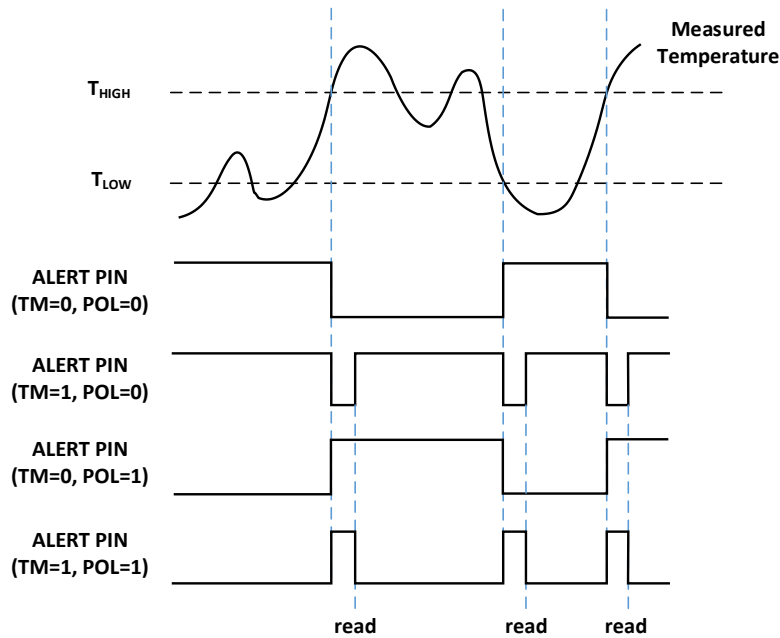 Measured
Temperature
THIGH
TLOW
ALERT PIN
(TM=0, POL=0)
ALERT PIN
(TM=1, POL=0)
ALERT PIN
(TM=0, POL=1)
ALERT PIN
(TM=1, POL=1)
read read read